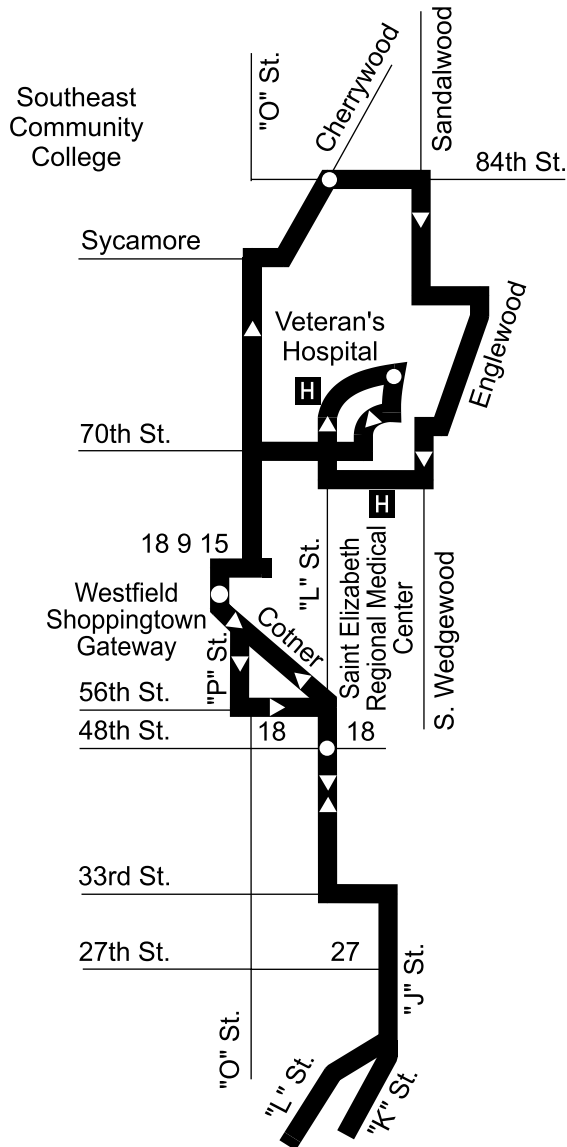 "O" St.
Cherrywood
Sandalwood
Southeast
Community
College
84th St.
Sycamore
Veteran's
Hospital
H
Englewood
70th St.
H
18 9 15
"L" St.
Saint Elizabeth
Regional Medical
Center
S. Wedgewood
Westfield
Shoppingtown
Gateway
Cotner
"P" St.
56th St.
48th St.
18
18
33rd St.
27th St.
27
"J" St.
"O" St.
"L" St.
"K" St.